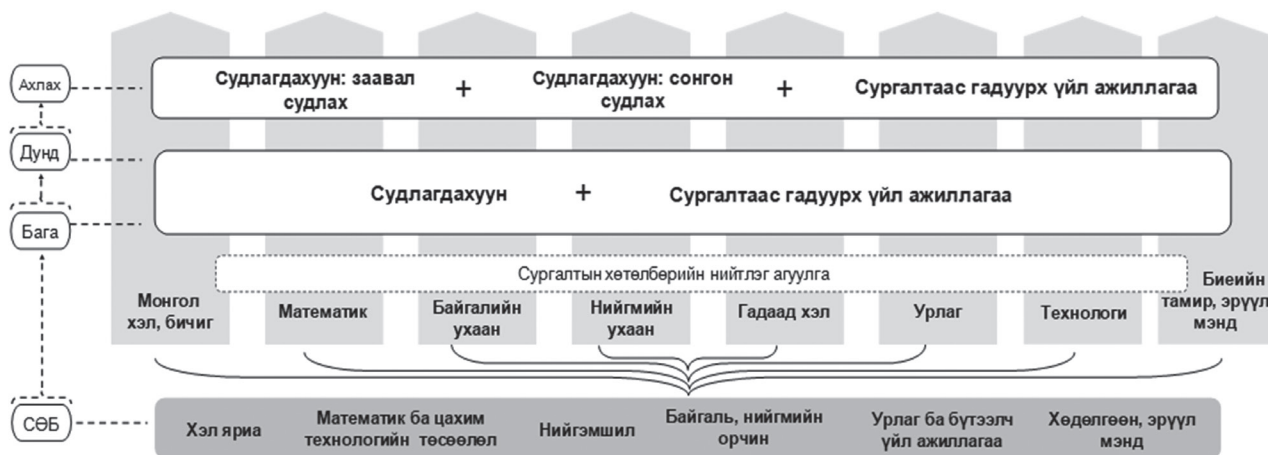 Ахлах
Судлагдахуун: заавал
судлах
+
Судлагдахуун: сонгон
судлах
+
Сургалтаас гадуурх үйл ажиллагаа
Дунд
Судлагдахуун
+
Сургалтаас гадуурх үйл ажиллагаа
Бага
Сургалтын хөтөлбөрийн нийтлэг агуулга
Монгол
хэл, бичиг
Математик
Байгалийн
ухаан
Нийгмийн
ухаан
Гадаад хэл
Урлаг
Технологи
Биеийн
тамир, эрүүл
мэнд
СӨБ
Хэл яриа
Математик ба цахим
технологийн төсөөлөл
Нийгэмшил
Байгаль, нийгмийн
орчин
Урлаг ба бүтээлч
үйл ажиллагаа
Хөдөлгөөн, эрүүл
мэнд